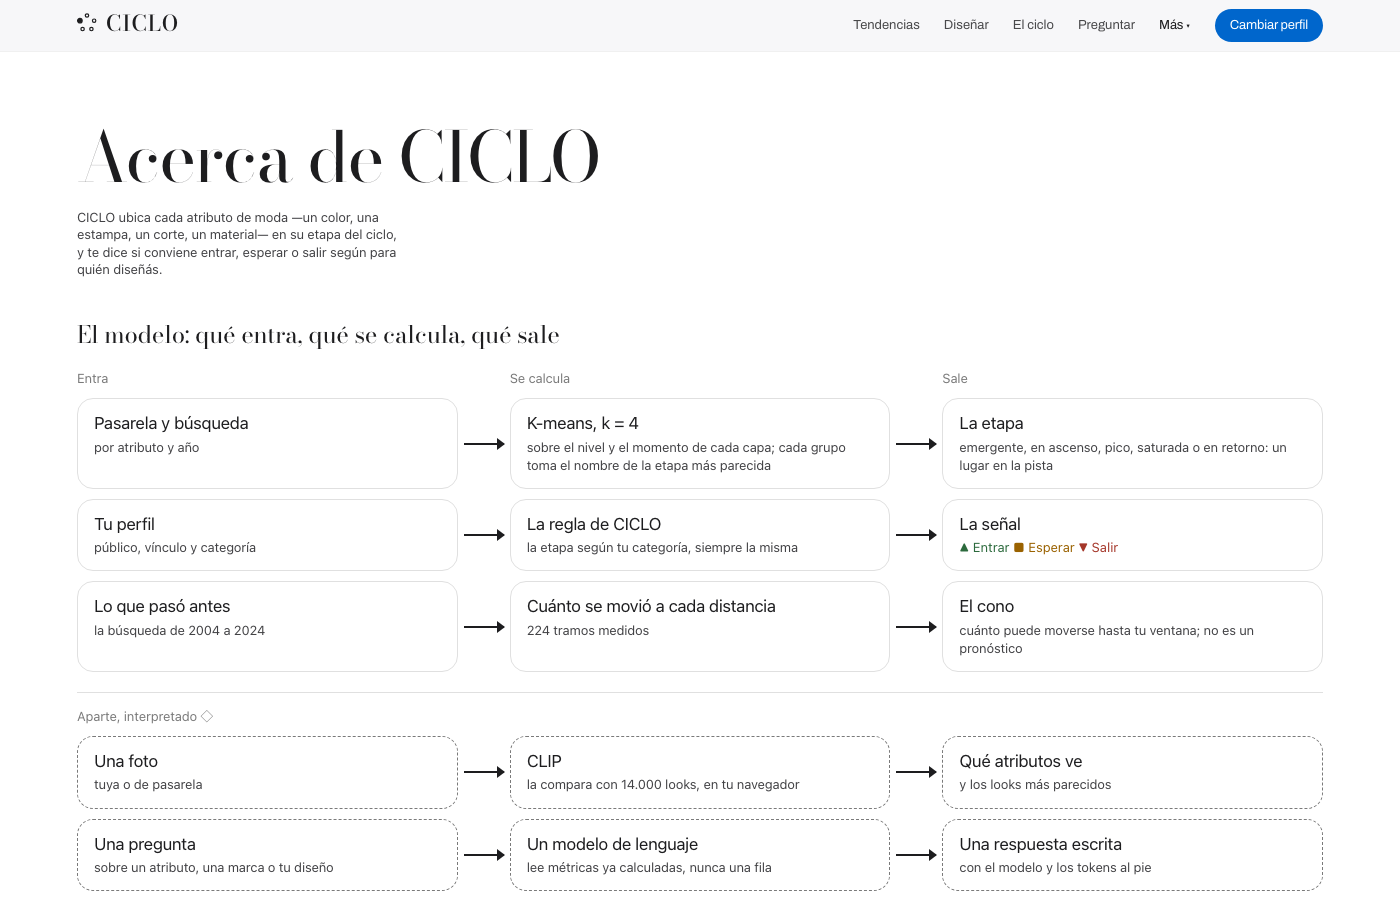 CICLO
Tendencias
Diseñar
El ciclo
Preguntar
Más
Cambiar perfil
Acerca de CICLO
CICLO ubica cada atributo de moda —un color, una
estampa, un corte, un material— en su etapa del ciclo,
y te dice si conviene entrar, esperar o salir según para
quién diseñás.
El modelo: qué entra, qué se calcula, qué sale
Entra
Se calcula
Sale
Pasarela y búsqueda
por atributo y año
K-means, k = 4
sobre el nivel y el momento de cada capa; cada grupo
toma el nombre de la etapa más parecida
La etapa
emergente, en ascenso, pico, saturada o en retorno: un
lugar en la pista
Tu perfil
público, vínculo y categoría
La regla de CICLO
la etapa según tu categoría, siempre la misma
La señal
▲ Entrar ■ Esperar ▼ Salir
Lo que pasó antes
la búsqueda de 2004 a 2024
Cuánto se movió a cada distancia
224 tramos medidos
El cono
cuánto puede moverse hasta tu ventana; no es un
pronóstico
Aparte, interpretado ◇
Una foto
tuya o de pasarela
CLIP
la compara con 14.000 looks, en tu navegador
Qué atributos ve
y los looks más parecidos
Una pregunta
sobre un atributo, una marca o tu diseño
Un modelo de lenguaje
lee métricas ya calculadas, nunca una fila
Una respuesta escrita
con el modelo y los tokens al pie